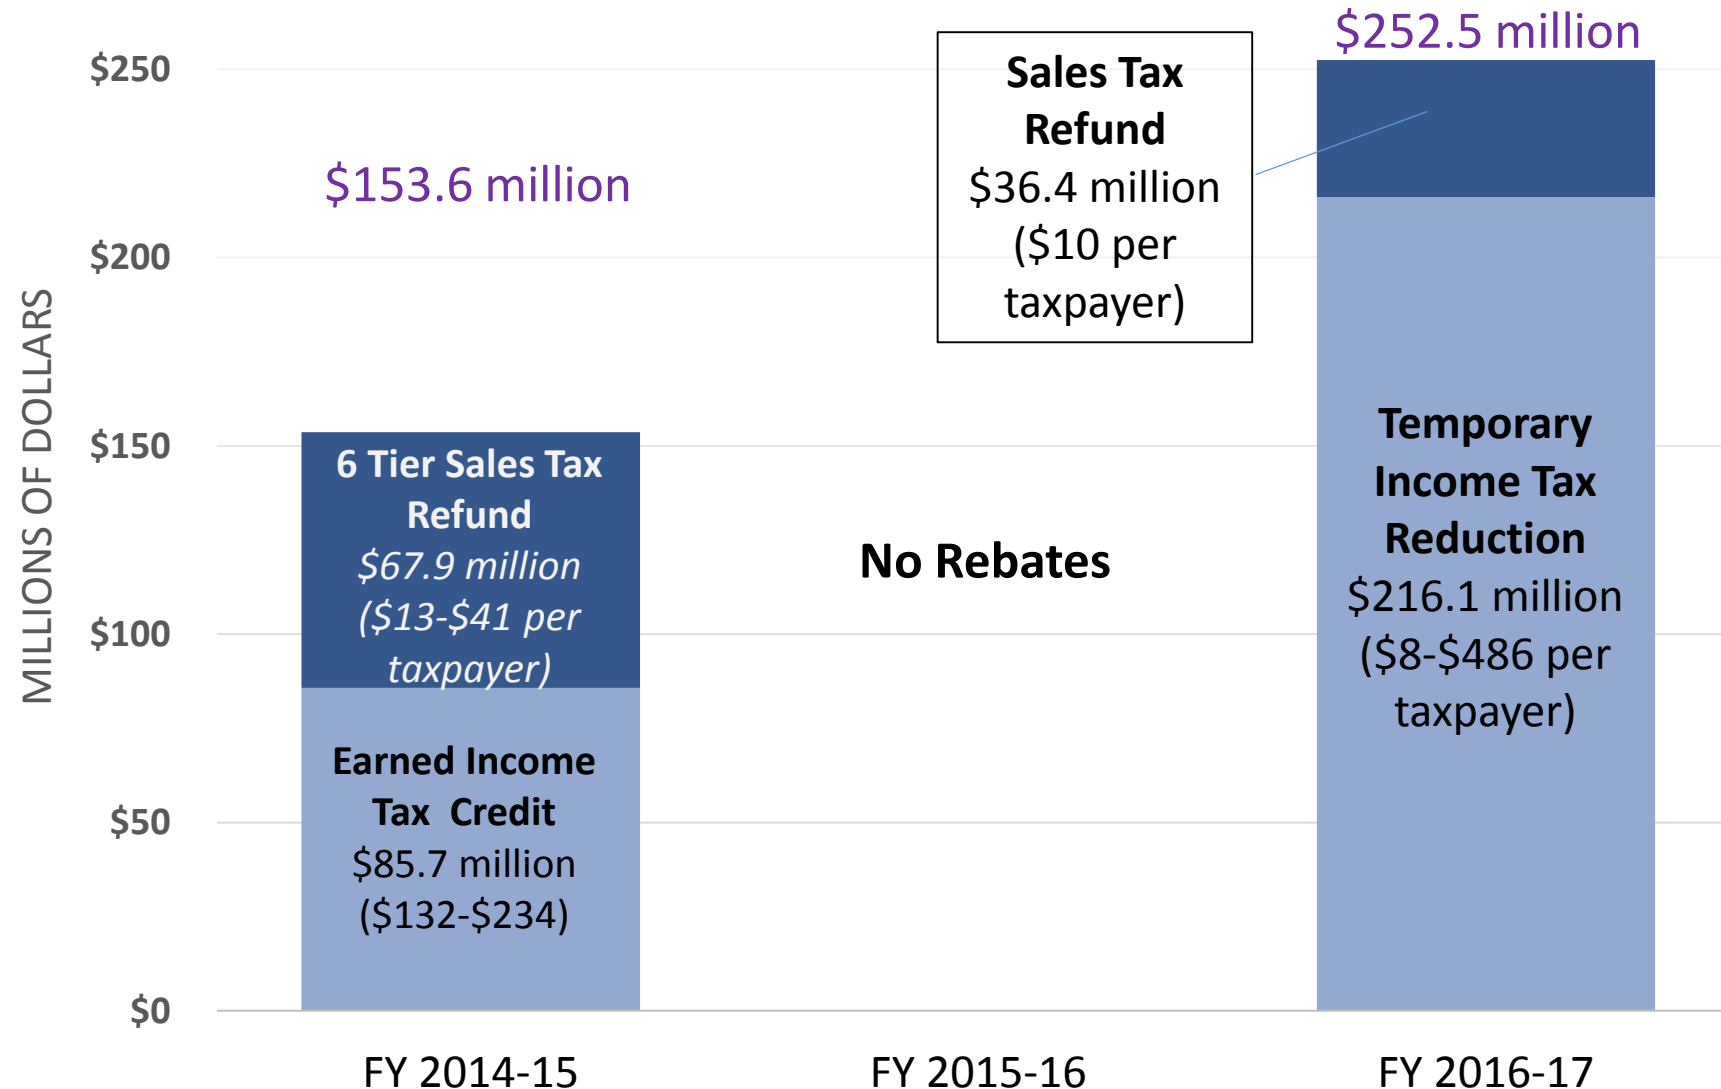 MILLIONS OF DOLLARS
$250
$200
$150
$100
$50
$0
$153.6 million
6 Tier Sales Tax
Refund
$67.9 million
($13-$41 per
taxpayer)
Earned Income
Tax Credit
$85.7 million
($132-$234)
No Rebates
Sales Tax
Refund
$36.4 million
($10 per
taxpayer)
$252.5 million
Temporary
Income Tax
Reduction
$216.1 million
($8-$486 per
taxpayer)
FY 2014-15
FY 2015-16
FY 2016-17